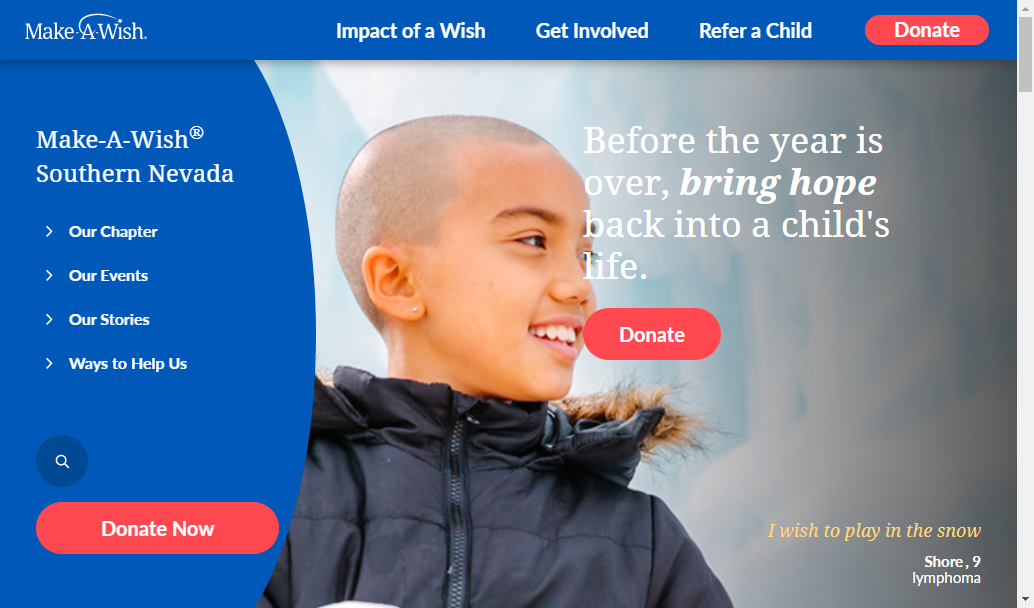 Make-A-Wish.
Impact of a Wish
Get Involved
Refer a Child
Donate
Make-A-Wish®
Southern Nevada
Our Chapter
Our Events
Our Stories
Ways to Help Us
Donate Now
Before the year is
over, bring hope
back into a child's
life.
Donate
I wish to play in the snow
Shore , 9
lymphoma